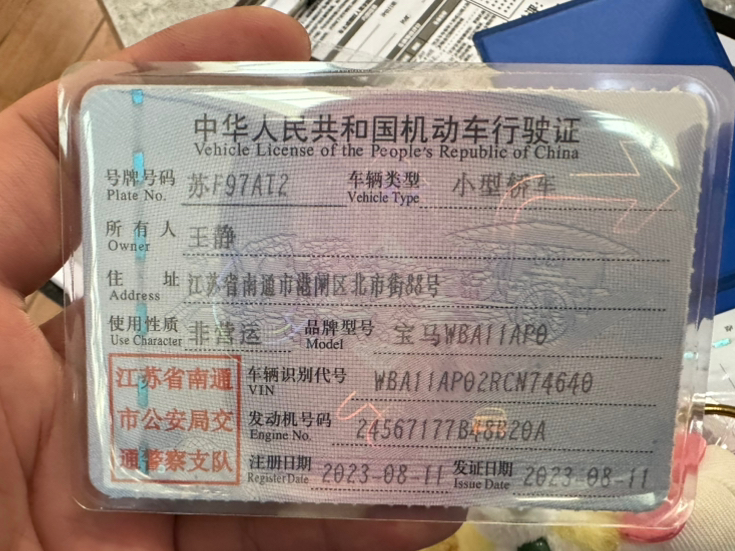 中华人民共和国机动车行驶证
Vehicle License of the People's Republic of China
号牌号码 苏F97AT2 车辆类型 小型轿车
Plate No. Vehicle Type
所有人 王静
Owner
住址 江苏省南通市港闸区北市街88号
Address
使用性质 非营运 品牌型号 宝马WBA11AP0
Use Character Model
江苏省南通
市公安局交
通警察支队
车辆识别代号 WBA11AP02RCN74640
VIN
发动机号码 24567177B48B20A
Engine No.
注册日期 2023-08-11 发证日期 2023-08-11
Register Date Issue Date